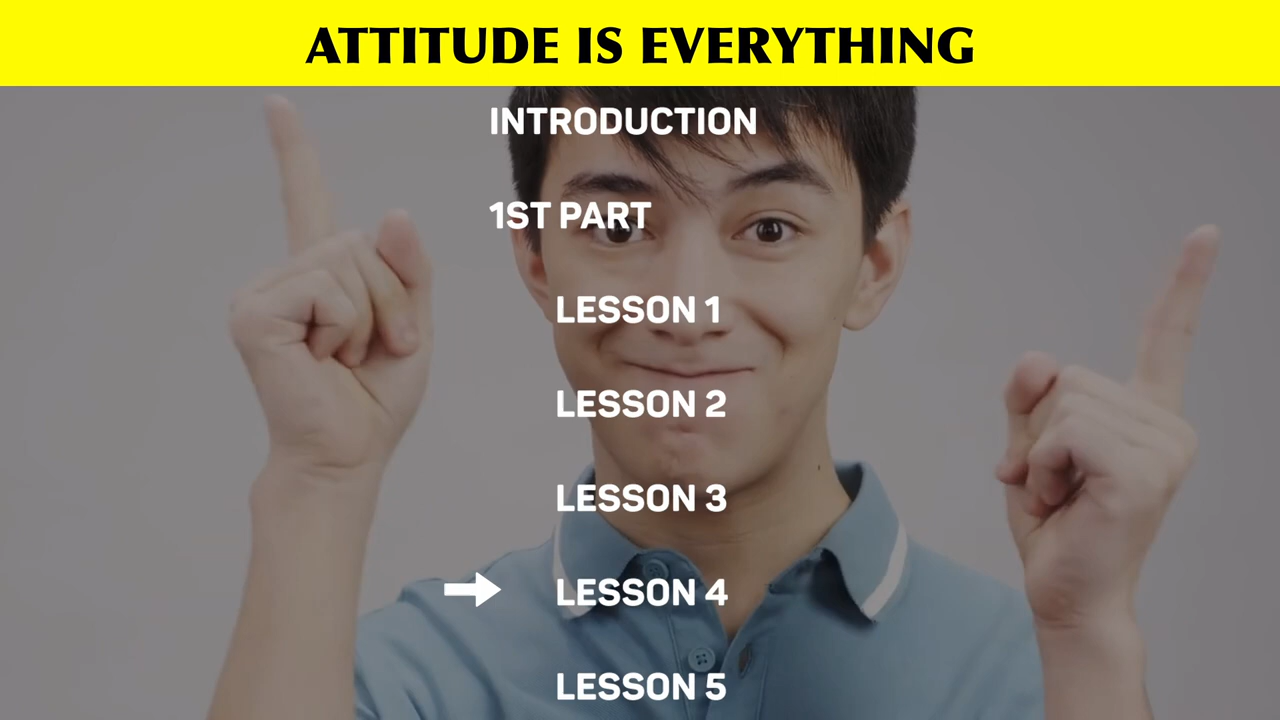 ATTITUDE IS EVERYTHING
INTRODUCTION
1ST PART
LESSON 1
LESSON 2
LESSON 3
LESSON 4
LESSON 5